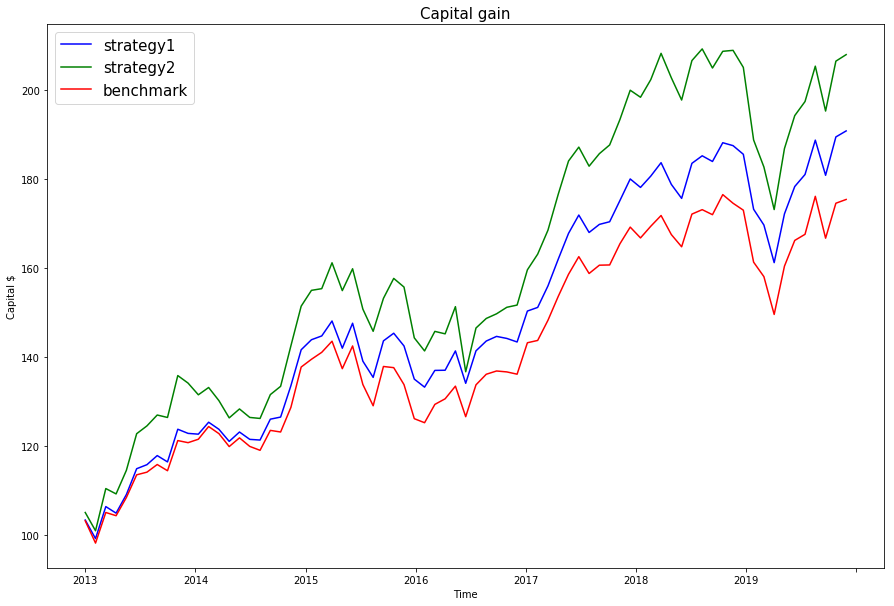 Capital gain
strategy1
strategy2
benchmark
200
180
160
140
120
100
Capital $
2013 2014 2015 2016 2017 2018 2019
Time